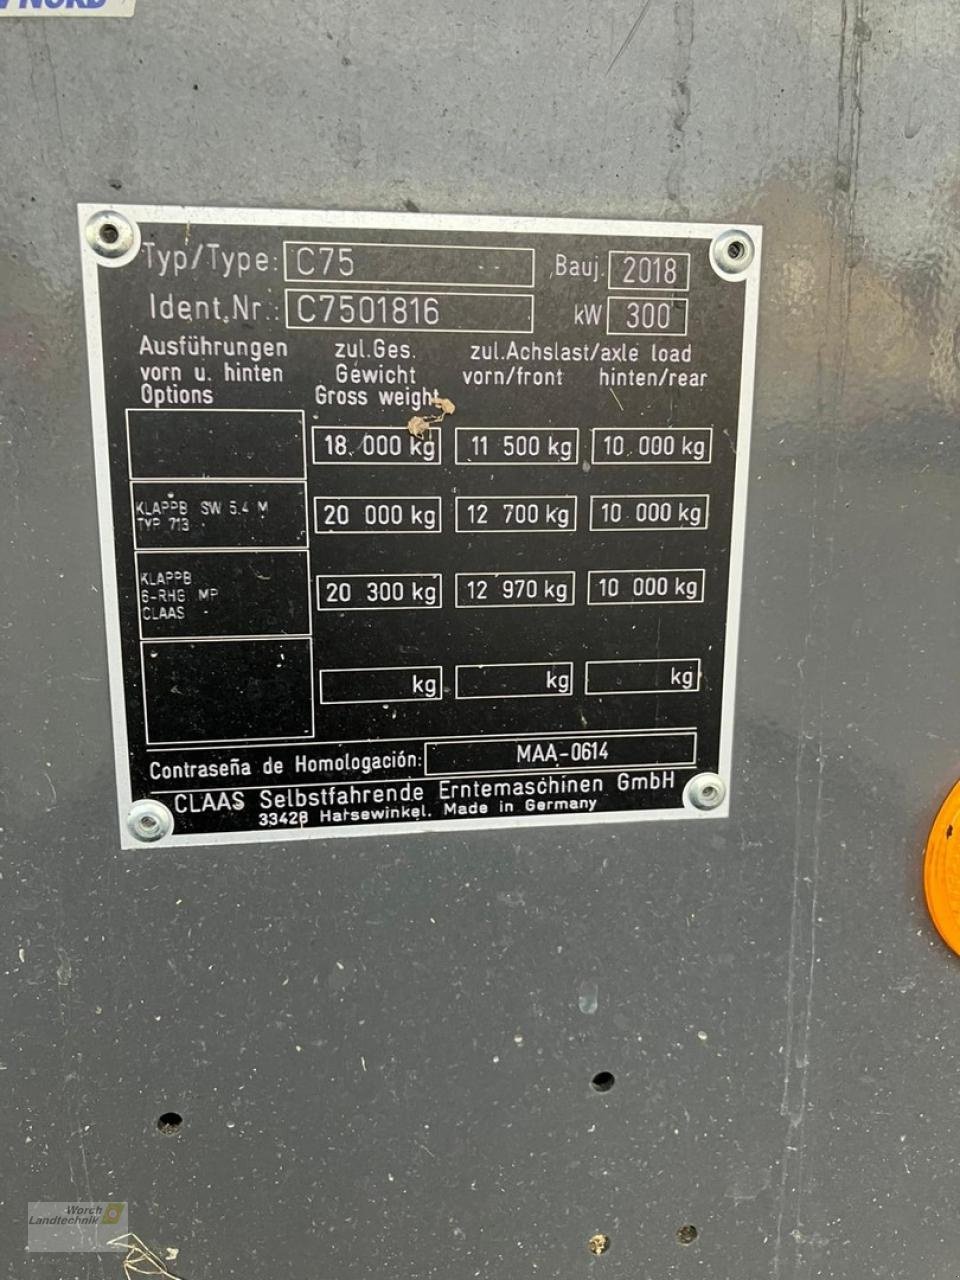 NORD
Typ/Type: C75 Bauj. 2018
Ident.Nr.: C7501816 kW 300
Ausführungen vorn u. hinten Options
zul.Ges. Gewicht Gross weight
zul.Achslast/axle load
vorn/front hinten/rear
18 000 kg 11 500 kg 10 000 kg
KLAPPB SW 5.4 M
TYP 713
20 000 kg 12 700 kg 10 000 kg
KLAPPB
6-RHG MP
CLAAS
20 300 kg 12 970 kg 10 000 kg
kg kg kg
Contraseña de Homologación: MAA-0614
CLAAS Selbstfahrende Erntemaschinen GmbH
33428 Harsewinkel. Made in Germany
Worch
Landtechnik